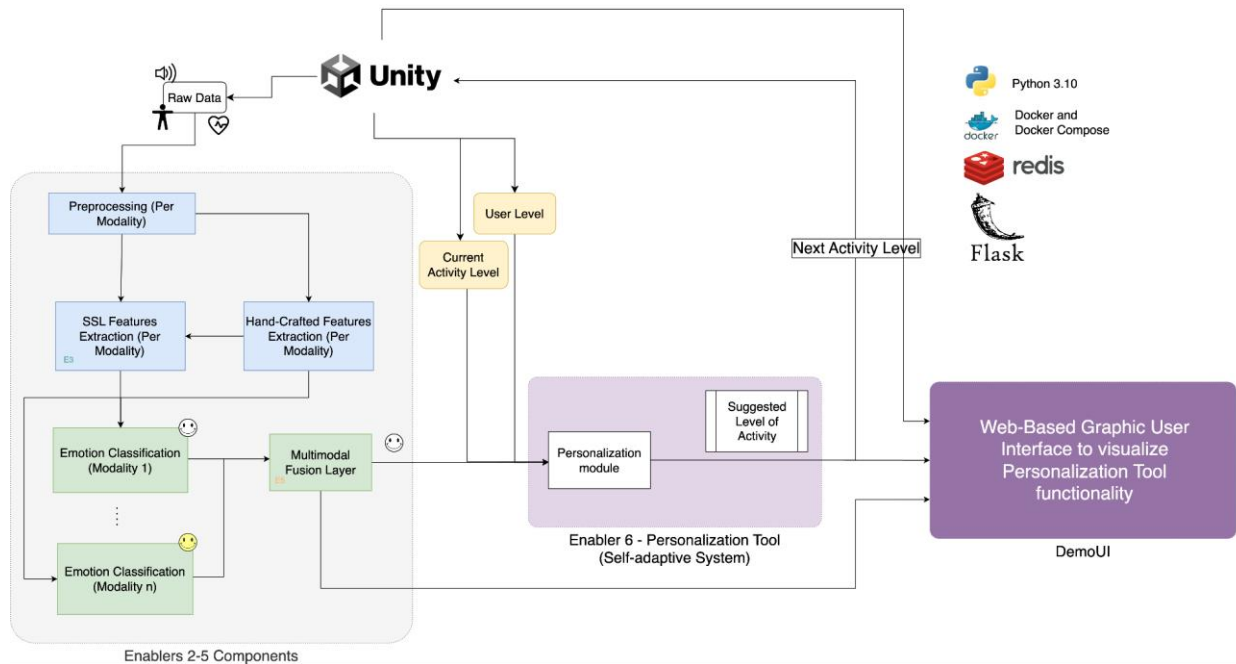 Unity
Raw Data
Python 3.10
docker
Docker and
Docker Compose
redis
Flask
Preprocessing (Per
Modality)
User Level
Current
Activity Level
Next Activity Level
SSL Features
Extraction (Per
Modality)
E3
Hand-Crafted Features
Extraction (Per
Modality)
Emotion Classification
(Modality 1)
Multimodal
Fusion Layer
E5
Emotion Classification
(Modality n)
Enablers 2-5 Components
Personalization
module
Suggested
Level of
Activity
Enabler 6 - Personalization Tool
(Self-adaptive System)
Web-Based Graphic User
Interface to visualize
Personalization Tool
functionality
DemoUI